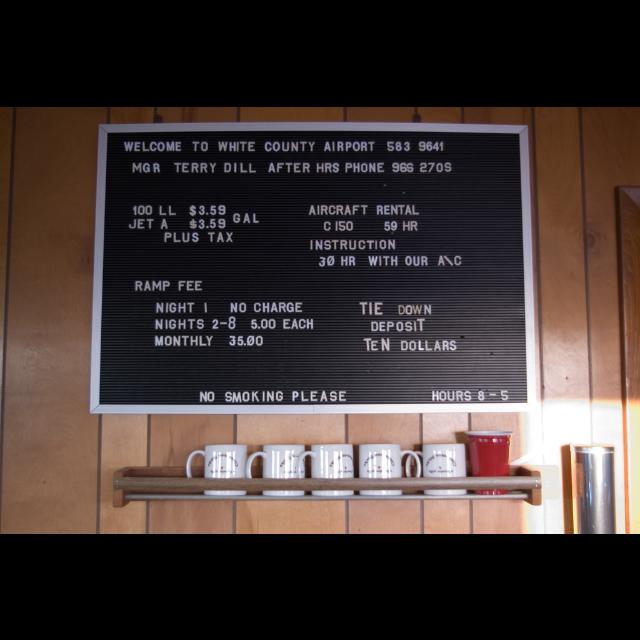 WELCOME TO WHITE COUNTY AIRPORT 583 9641
MGR TERRY DILL AFTER HRS PHONE 96S 270S
100 LL $3.59
JET A $3.59 GAL
PLUS TAX
AIRCRAFT RENTAL
C 150 59 HR
INSTRUCTION
30 HR WITH OUR A\C
RAMP FEE
NIGHT 1 NO CHARGE
NIGHTS 2-8 5.00 EACH
MONTHLY 35.00
TIE DOWN
DEPOSIT
TEN DOLLARS
NO SMOKING PLEASE
HOURS 8 - 5